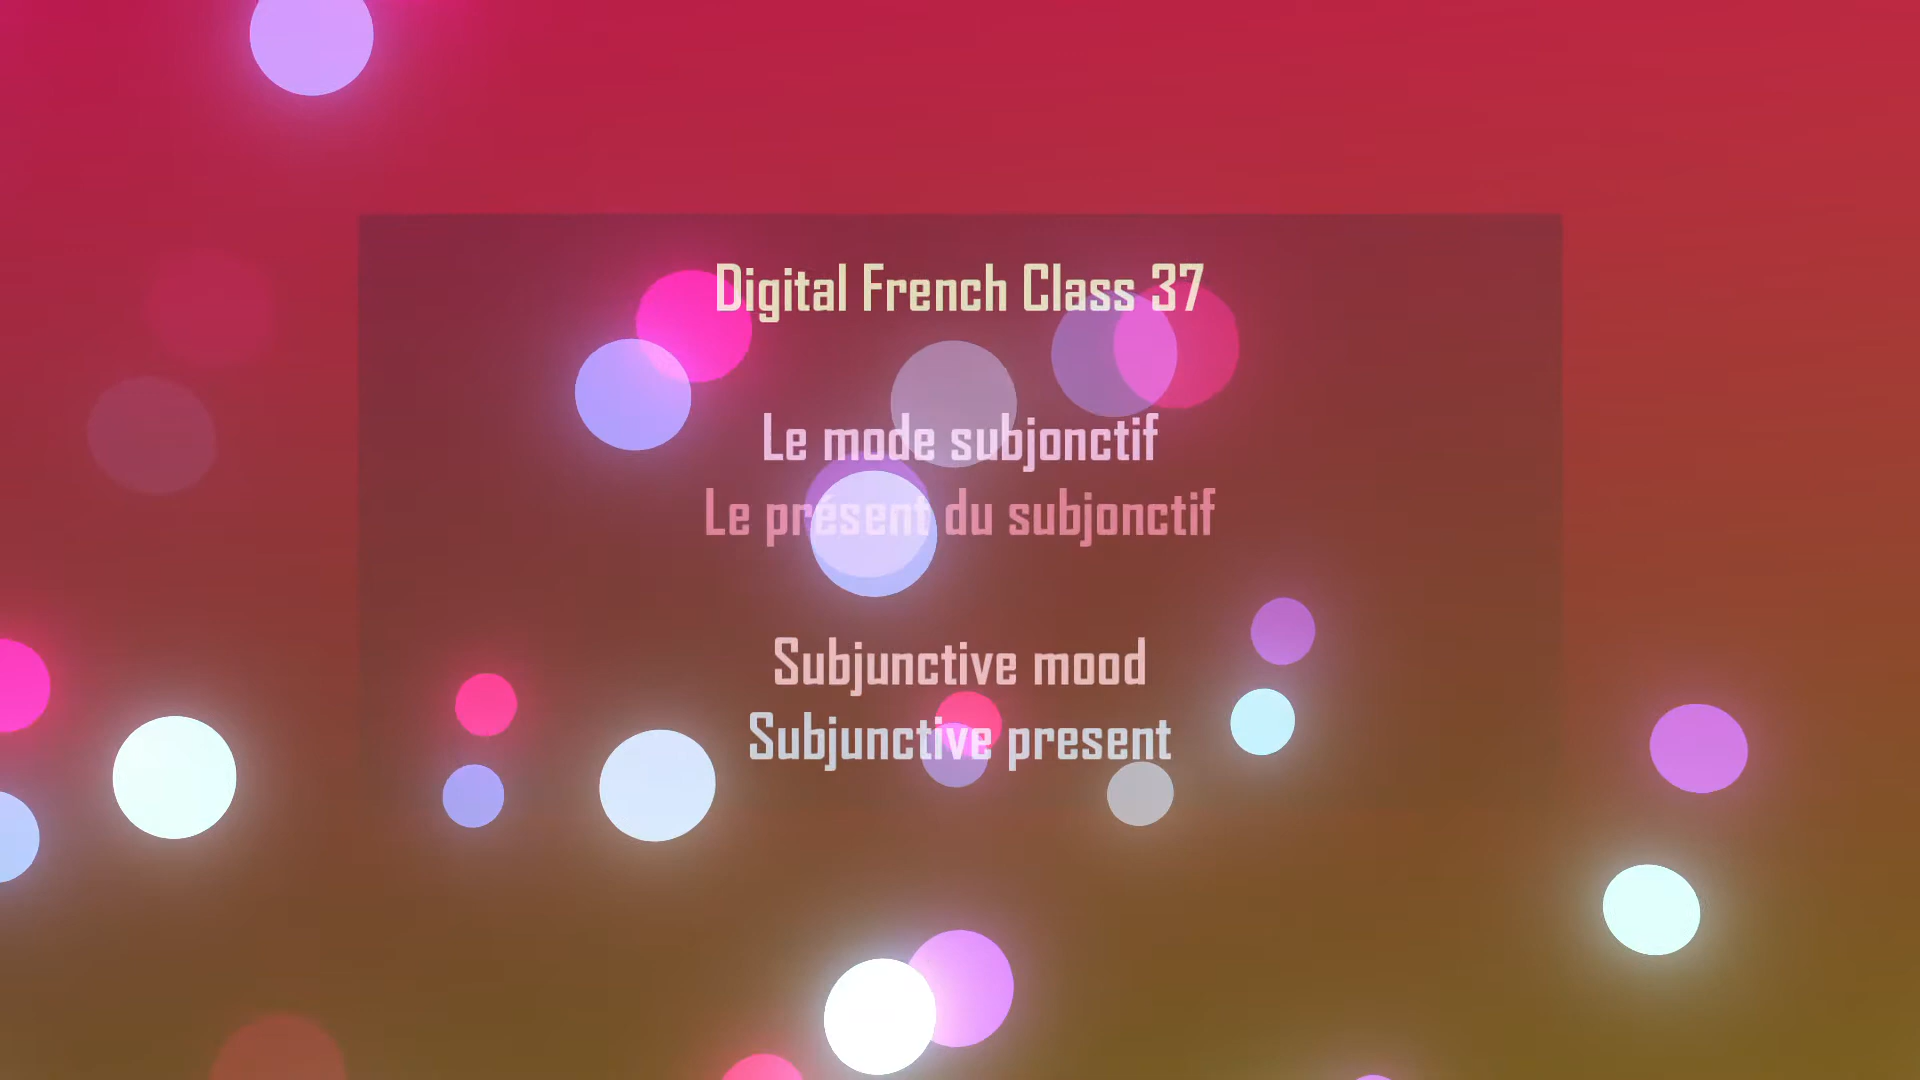 Digital French Class 37
Le mode subjonctif
Le présent du subjonctif
Subjunctive mood
Subjunctive present